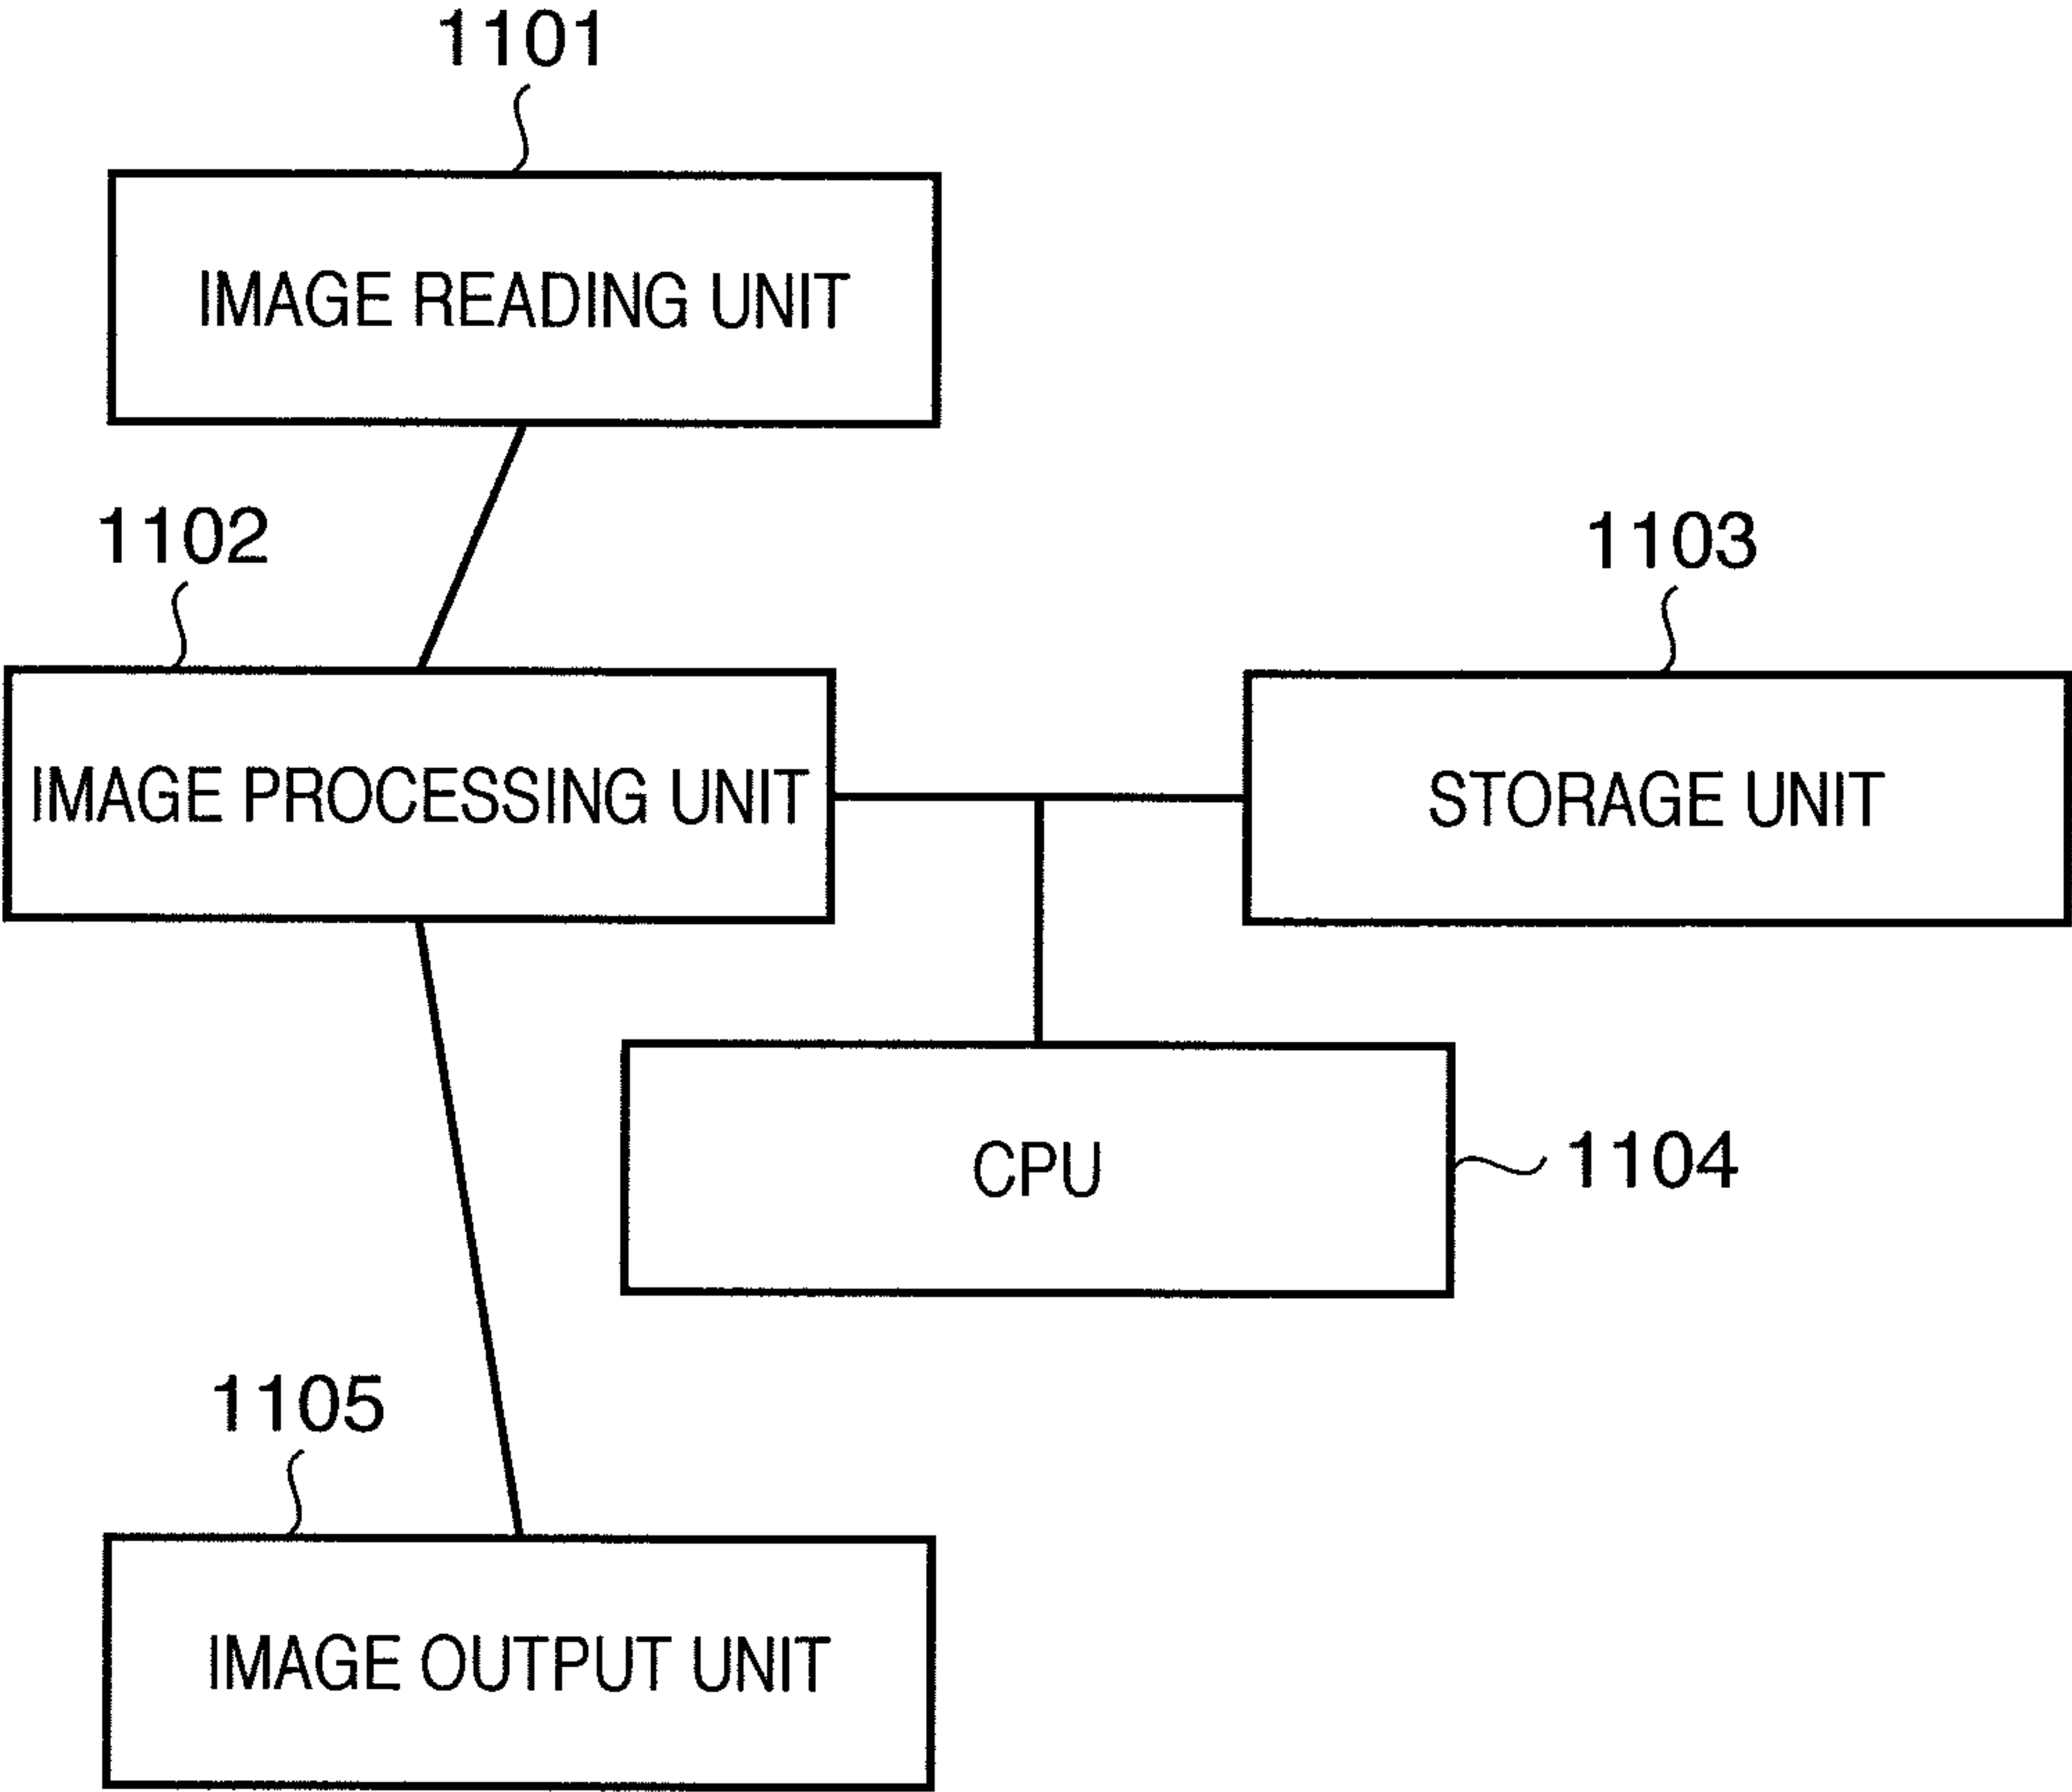 1101
IMAGE READING UNIT
1102
1103
IMAGE PROCESSING UNIT
STORAGE UNIT
CPU
1104
1105
IMAGE OUTPUT UNIT